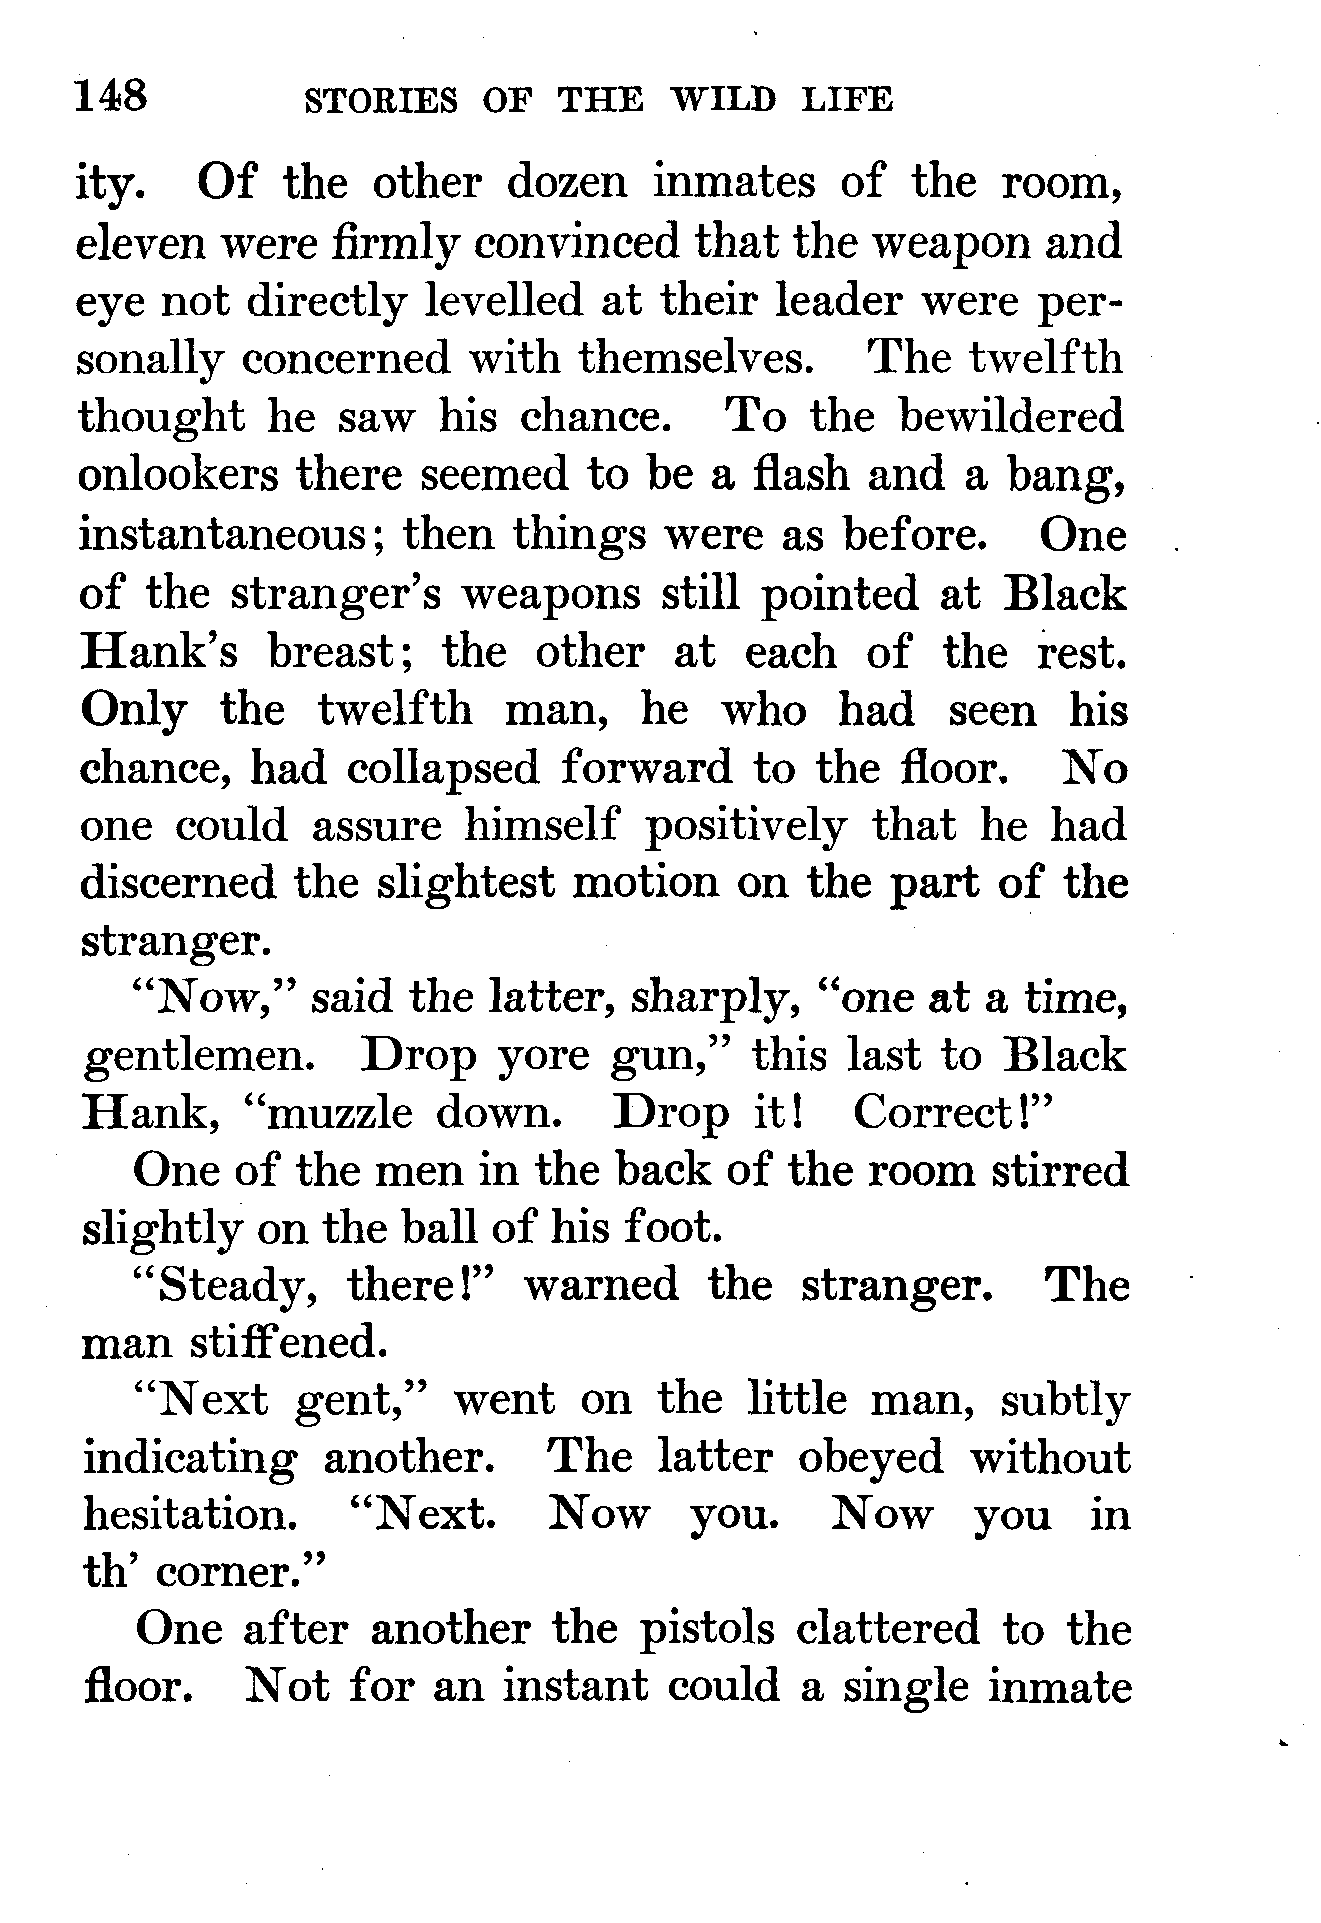 148 STORIES OF THE WILD LIFE
ity. Of the other dozen inmates of the room,
eleven were firmly convinced that the weapon and
eye not directly levelled at their leader were per-
sonally concerned with themselves. The twelfth
thought he saw his chance. To the bewildered
onlookers there seemed to be a flash and a bang,
instantaneous; then things were as before. One
of the stranger's weapons still pointed at Black
Hank's breast; the other at each of the rest.
Only the twelfth man, he who had seen his
chance, had collapsed forward to the floor. No
one could assure himself positively that he had
discerned the slightest motion on the part of the
stranger.
“Now,” said the latter, sharply, “one at a time,
gentlemen. Drop yore gun,” this last to Black
Hank, “muzzle down. Drop it! Correct!”
One of the men in the back of the room stirred
slightly on the ball of his foot.
“Steady, there!” warned the stranger. The
man stiffened.
“Next gent,” went on the little man, subtly
indicating another. The latter obeyed without
hesitation. “Next. Now you. Now you in
th' corner.”
One after another the pistols clattered to the
floor. Not for an instant could a single inmate